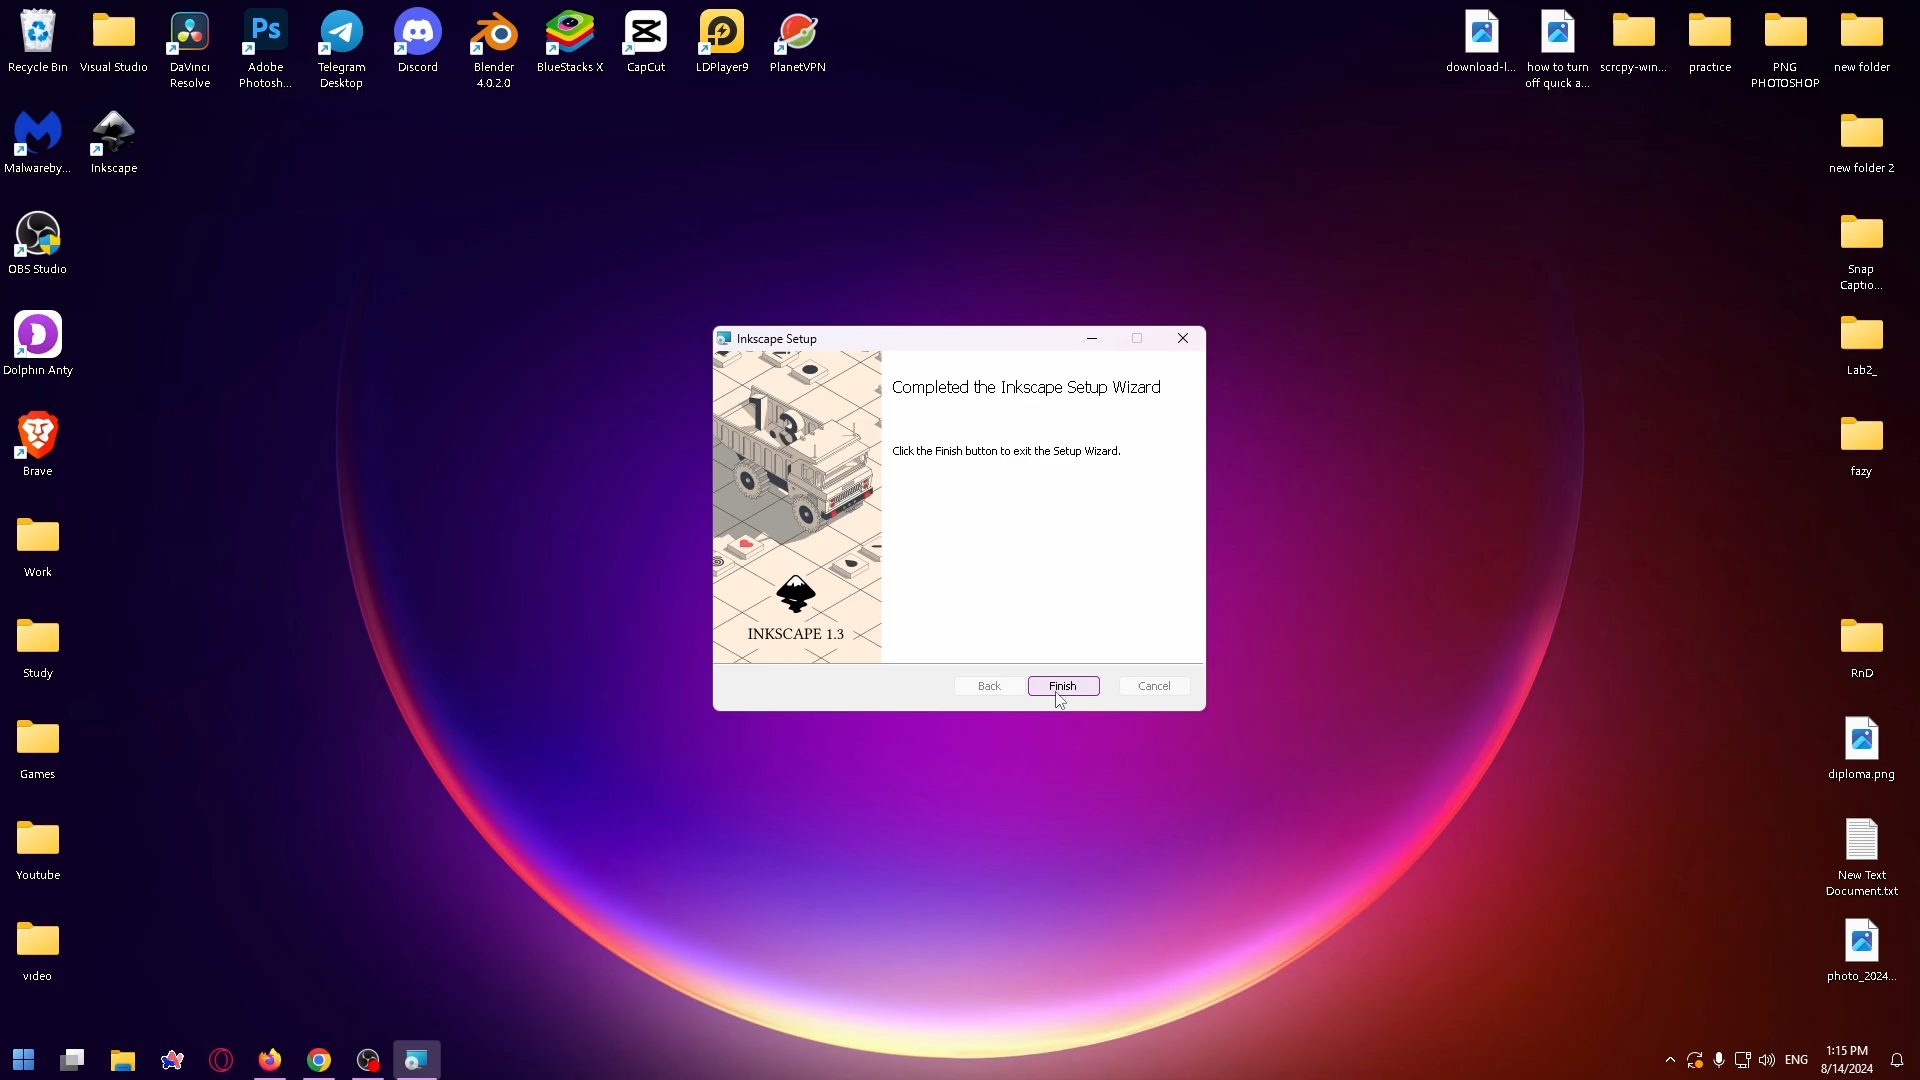 Recycle Bin
Visual Studio
DaVinci
Resolve
Adobe
Photosh...
Telegram
Desktop
Discord
Blender
4.0.2.0
BlueStacks X
CapCut
LDPlayer9
PlanetVPN
download-l...
how to turn
off quick a...
scrcpy-win...
practice
PNG
PHOTOSHOP
new folder
Malwareby...
Inkscape
new folder 2
OBS Studio
Snap
Captio...
Dolphin Anty
Lab2_
Brave
fazy
Work
Study
RnD
Games
diploma.png
Youtube
New Text
Document.txt
video
photo_2024...
Inkscape Setup
1.3
INKSCAPE 1.3
Completed the Inkscape Setup Wizard
Click the Finish button to exit the Setup Wizard.
Back
Finish
Cancel
Ps
ENG
1:15 PM
8/14/2024